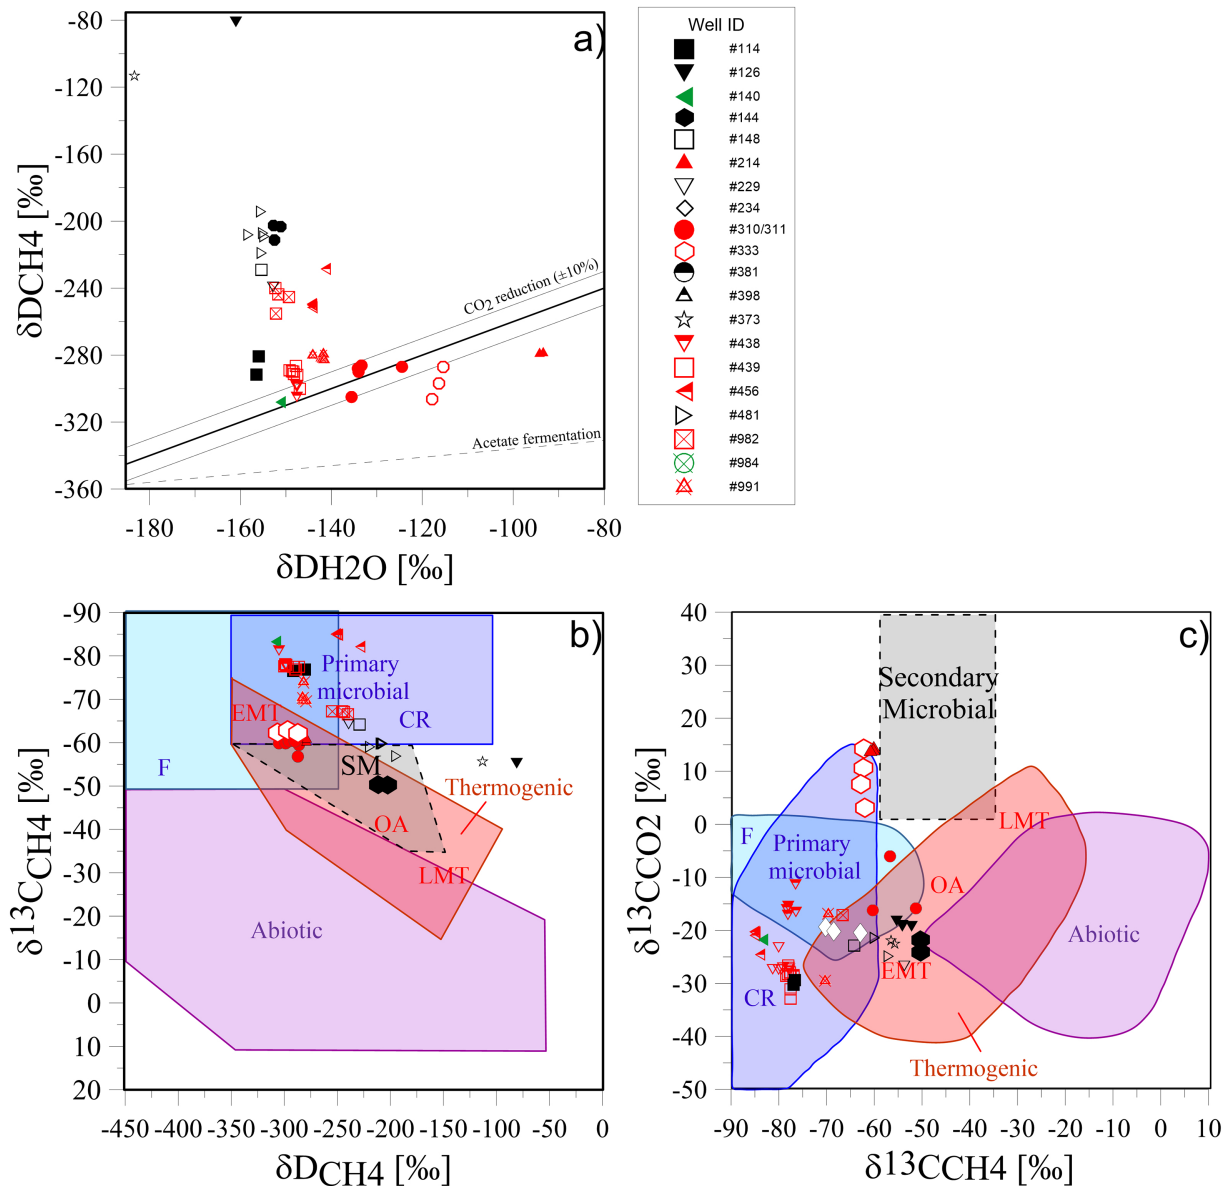 a)
-80
-120
-160
-200
-240
-280
-320
-360
δDCH4 [‰]
CO2 reduction (±10%)
Acetate fermentation
-180
-160
-140
-120
-100
-80
δDH2O [‰]
Well ID
#114
#126
#140
#144
#148
#214
#229
#234
#310/311
#333
#381
#398
#373
#438
#439
#456
#481
#982
#984
#991
b)
-90
-80
-70
-60
-50
-40
-30
-20
-10
0
10
20
δ13CCH4 [‰]
Primary
microbial
EMT
CR
F
SM
Thermogenic
OA
LMT
Abiotic
-450
-400
-350
-300
-250
-200
-150
-100
-50
0
δDCH4 [‰]
c)
40
30
20
10
0
-10
-20
-30
-40
-50
δ13CCO2 [‰]
Secondary
Microbial
LMT
F
Primary
microbial
OA
Abiotic
EMT
CR
Thermogenic
-90
-80
-70
-60
-50
-40
-30
-20
-10
0
10
δ13CCH4 [‰]